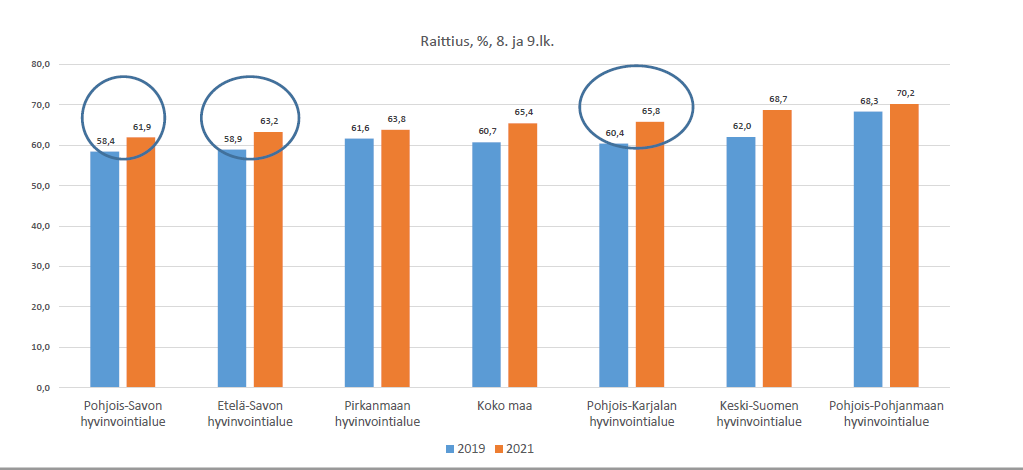 Raittius, %, 8. ja 9.lk.
80,0
70,0
60,0
50,0
40,0
30,0
20,0
10,0
0,0
58,4
61,9
58,9
63,2
61,6
63,8
60,7
65,4
60,4
65,8
62,0
68,7
68,3
70,2
Pohjois-Savon
hyvinvointialue
Etelä-Savon
hyvinvointialue
Pirkanmaan
hyvinvointialue
Koko maa
Pohjois-Karjalan
hyvinvointialue
Keski-Suomen
hyvinvointialue
Pohjois-Pohjanmaan
hyvinvointialue
2019
2021